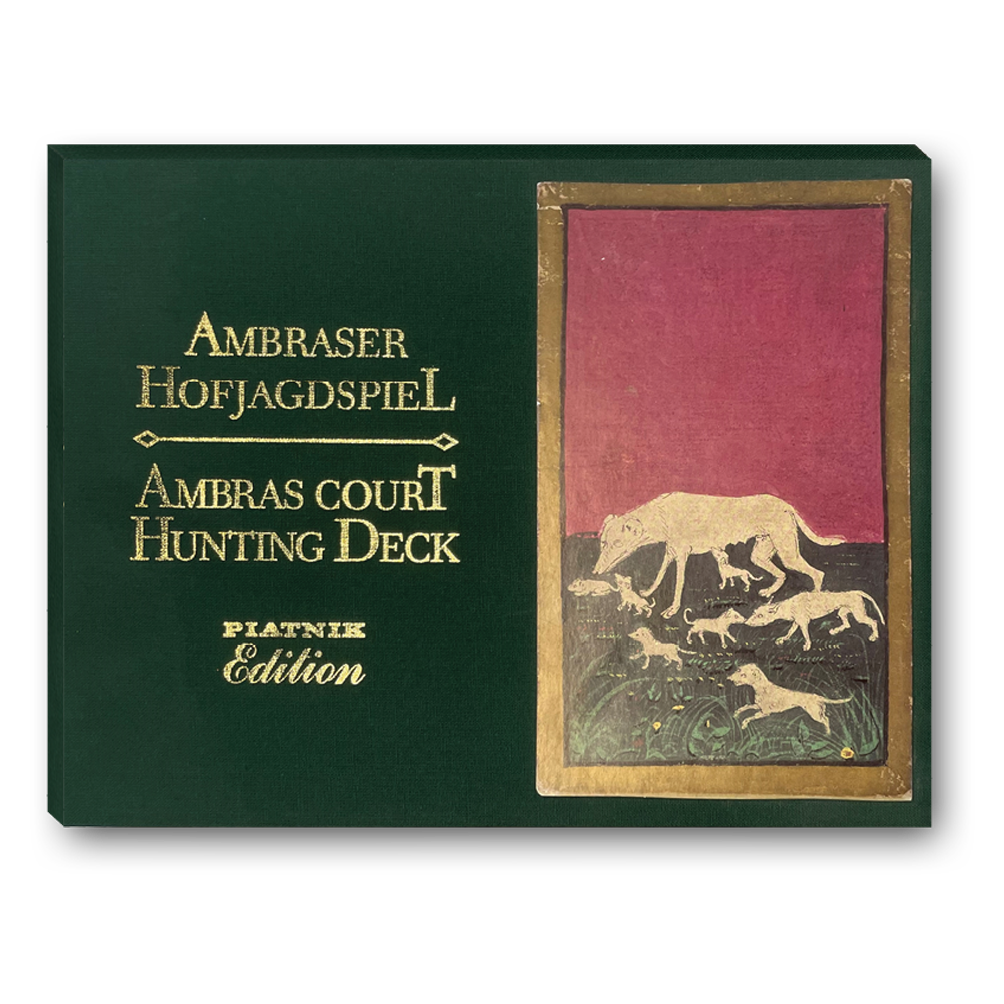 AMBRASER
HOFJAGDSPIEL
AMBRAS COURT
HUNTING DECK
PIATNIK
Edition